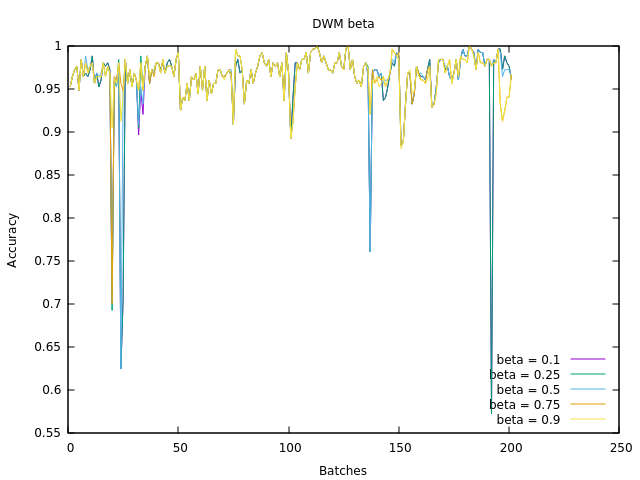 DWM beta
1
0.95
0.9
0.85
0.8
0.75
0.7
0.65
0.6
0.55
Accuracy
0
50
100
150
200
250
Batches
beta = 0.1
beta = 0.25
beta = 0.5
beta = 0.75
beta = 0.9